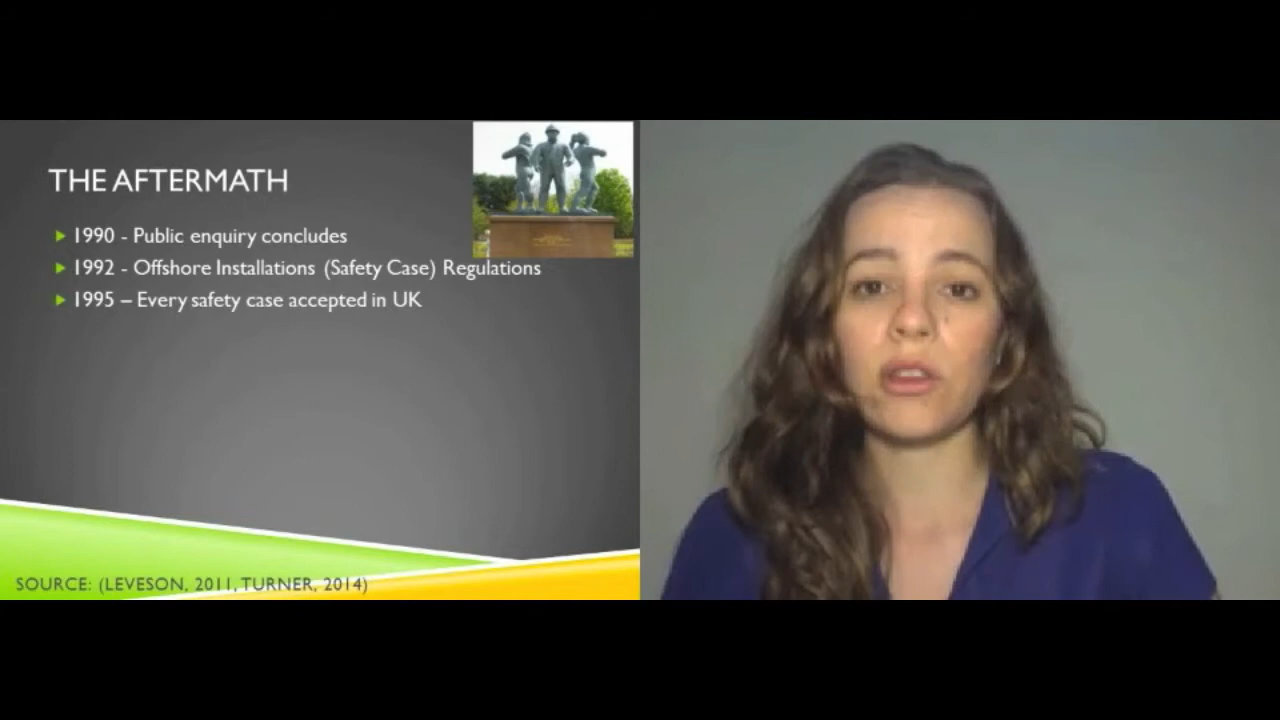 THE AFTERMATH
1990 - Public enquiry concludes
1992 - Offshore Installations (Safety Case) Regulations
1995 – Every safety case accepted in UK
SOURCE: (LEVESON, 2011, TURNER, 2014)